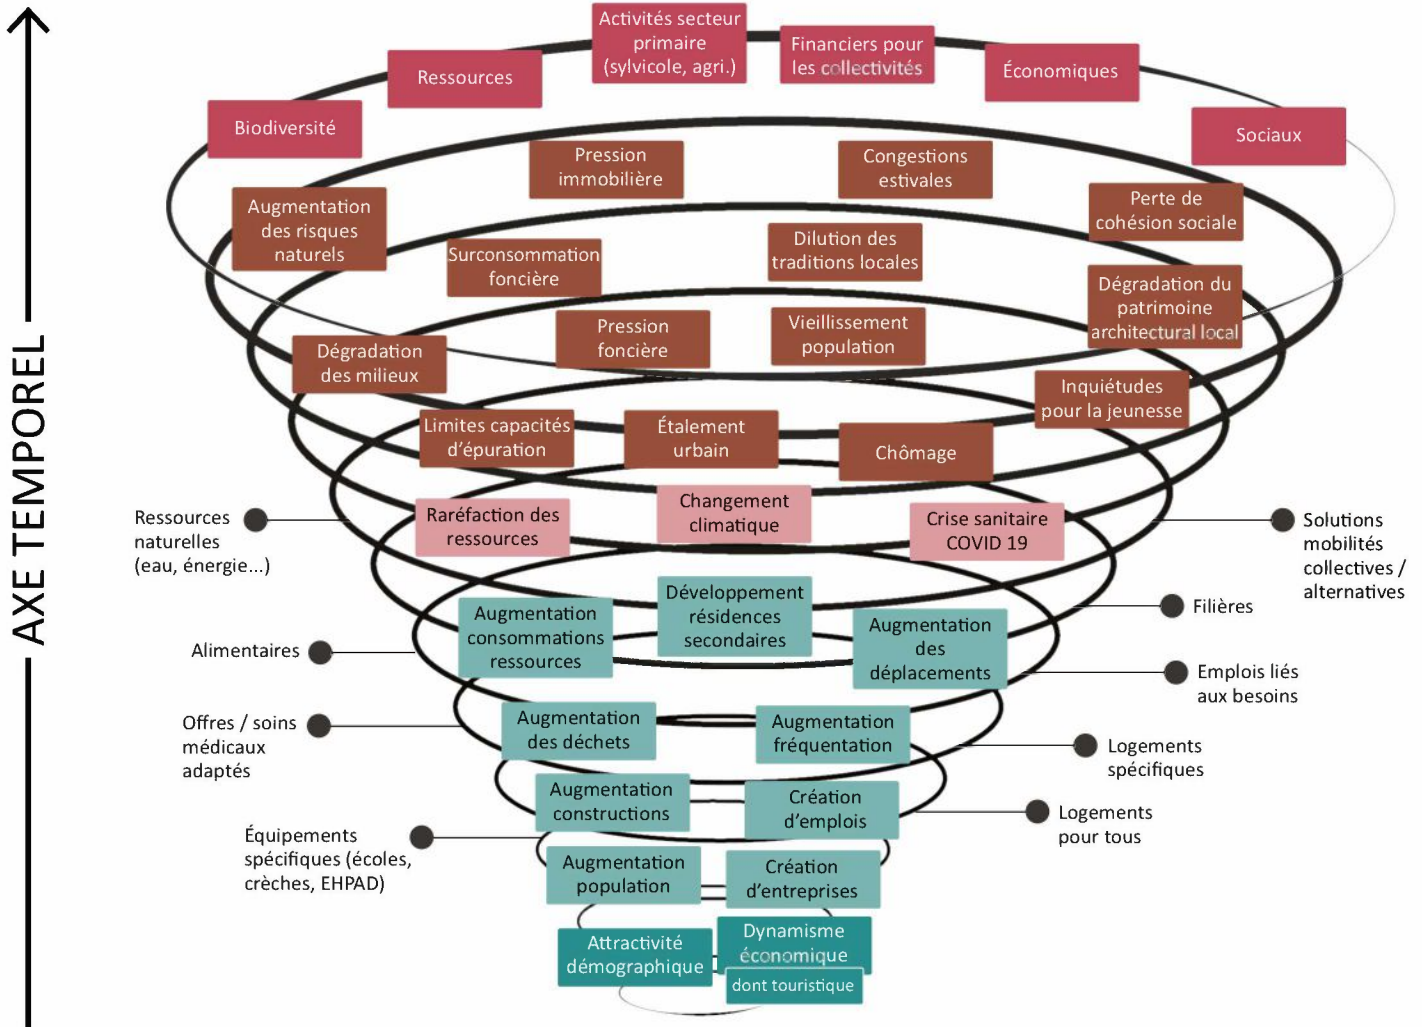 AXE TEMPOREL
Activités secteur
primaire
(sylvicole, agri.)
Financiers pour
les collectivités
Économiques
Ressources
Biodiversité
Sociaux
Pression
immobilière
Congestions
estivales
Augmentation
des risques
naturels
Perte de
cohésion sociale
Surconsommation
foncière
Dilution des
traditions locales
Dégradation du
patrimoine
architectural local
Pression
foncière
Vieillissement
population
Dégradation
des milieux
Inquiétudes
pour la jeunesse
Limites capacités
d'épuration
Étalement
urbain
Chômage
Raréfaction des
ressources
Changement
climatique
Crise sanitaire
COVID 19
Ressources
naturelles
(eau, énergie...)
Solutions
mobilités
collectives /
alternatives
Développement
résidences
secondaires
Augmentation
consommations
ressources
Augmentation
des
déplacements
Filières
Alimentaires
Emplois liés
aux besoins
Augmentation
des déchets
Augmentation
fréquentation
Offres / soins
médicaux
adaptés
Logements
spécifiques
Augmentation
constructions
Création
d'emplois
Logements
pour tous
Équipements
spécifiques (écoles,
crèches, EHPAD)
Augmentation
population
Création
d'entreprises
Attractivité
démographique
Dynamisme
économique
dont touristique